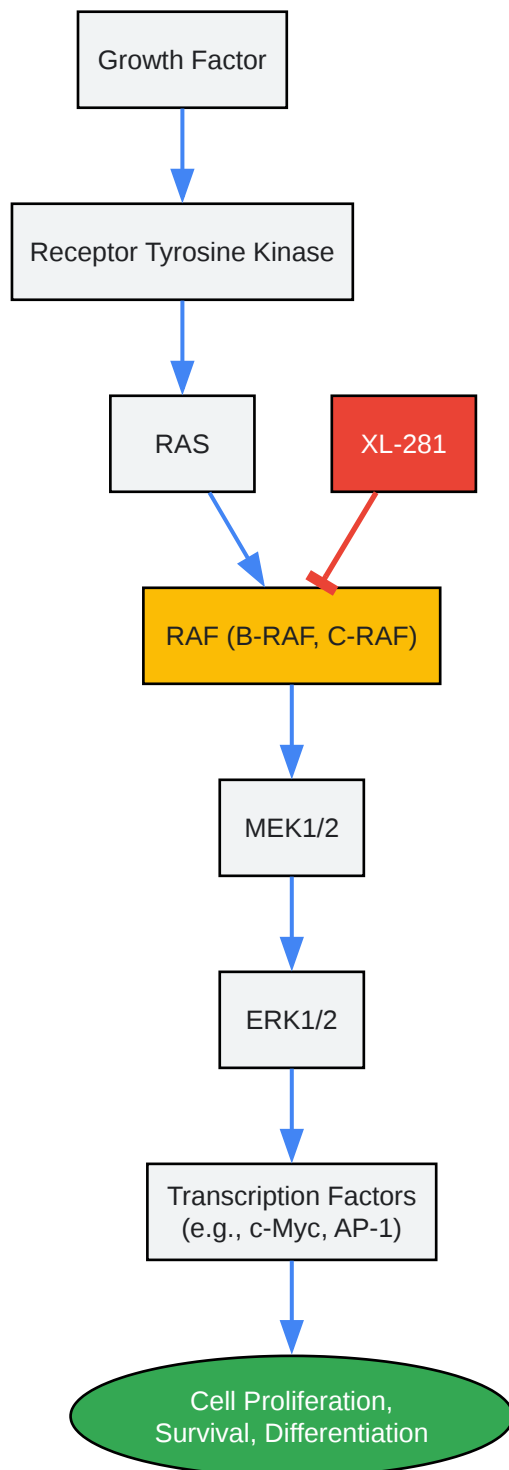 Growth Factor
Receptor Tyrosine Kinase
RAS
XL-281
RAF (B-RAF, C-RAF)
MEK1/2
ERK1/2
Transcription Factors
(e.g., c-Myc, AP-1)
Cell Proliferation,
Survival, Differentiation